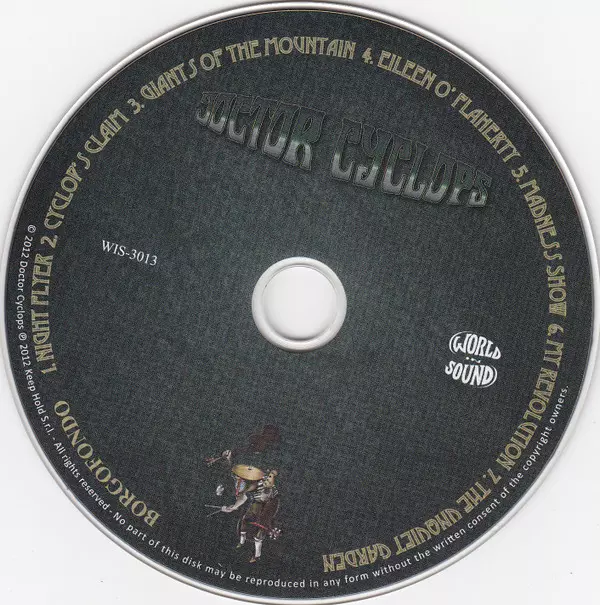 DOCTOR CYCLOPS
BORGOFONDO 1. NIGHT FLYER 2. CYCLOP'S CLAIM 3. GIANTS OF THE MOUNTAIN 4. EILEEN O' FLAHERTY 5. MADNESS SHOW 6. MY REVOLUTION 7. THE UNQUIET GARDEN
WIS-3013
WORLD
IN
SOUND
© 2012 Doctor Cyclops ® 2012 Keep Hold S.r.l. - All rights reserved - No part of this disk may be reproduced in any form without the written consent of the copyright owners.